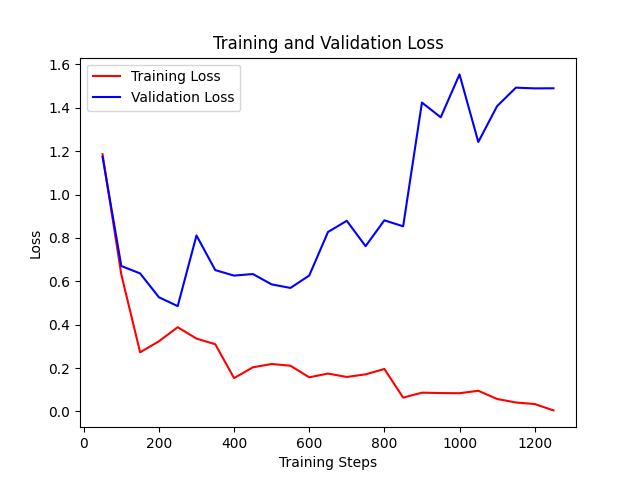 Training and Validation Loss
Training Loss
Validation Loss
1.6
1.4
1.2
1.0
0.8
0.6
0.4
0.2
0.0
Loss
0 200 400 600 800 1000 1200
Training Steps